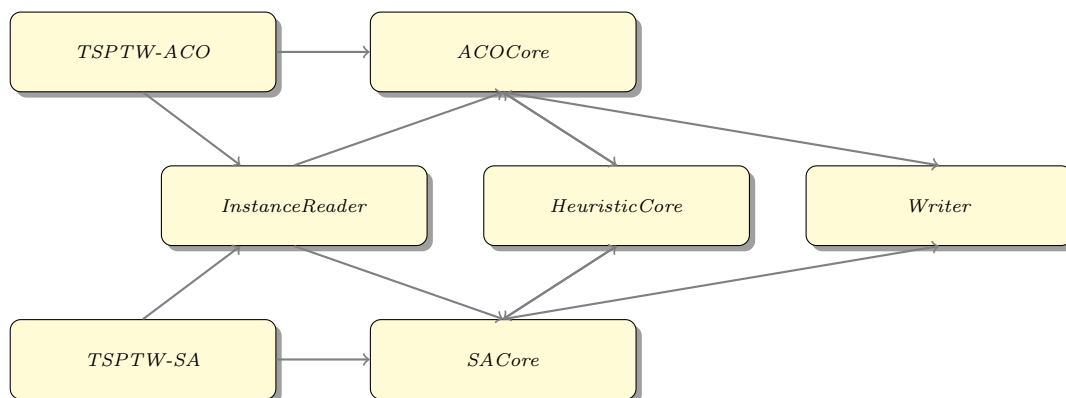 TSPTW-ACO
ACOCore
InstanceReader
HeuristicCore
Writer
TSPTW-SA
SACore